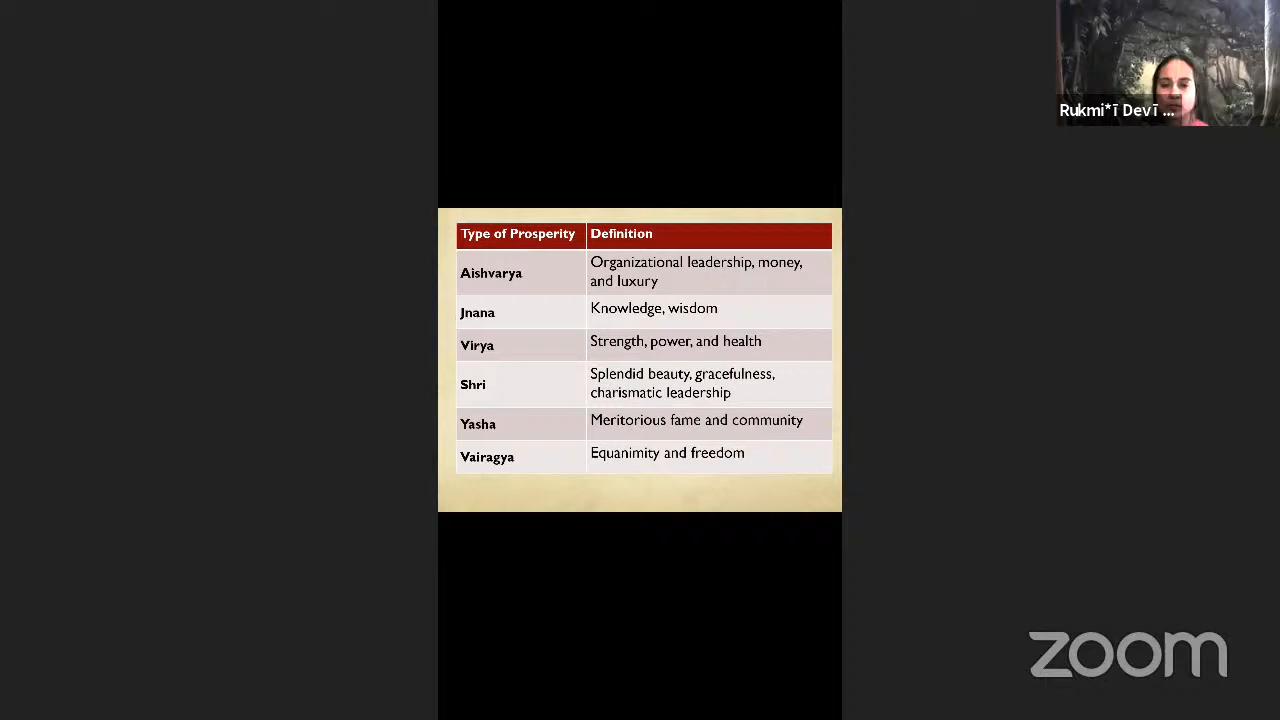 Rukmi*ī Devī ...
Type of Prosperity Definition
Aishvarya Organizational leadership, money,
and luxury
Jnana Knowledge, wisdom
Virya Strength, power, and health
Shri Splendid beauty, gracefulness,
charismatic leadership
Yasha Meritorious fame and community
Vairagya Equanimity and freedom
zoom